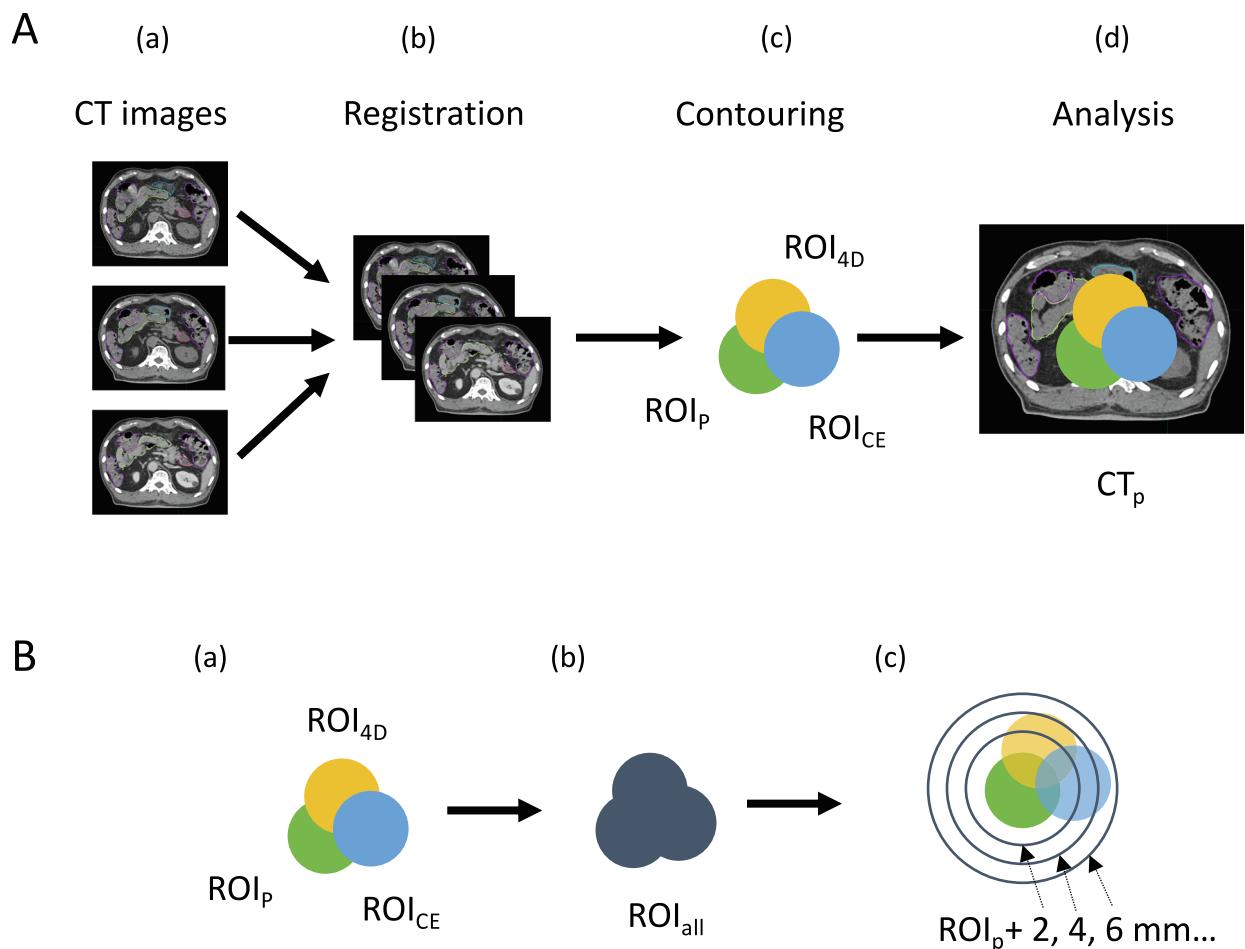 A
(a) (b) (c) (d)
CT images Registration Contouring Analysis
ROI4D
ROIP
ROICE
CTp
B
(a) (b) (c)
ROI4D
ROIP
ROICE
ROIall
ROIp+ 2, 4, 6 mm...